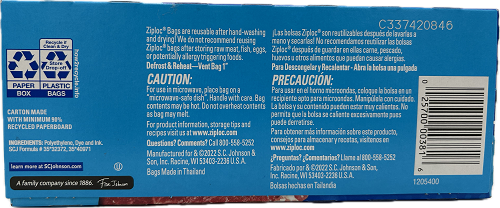 C337420846
Recycle if
Clean & Dry
Store
Drop-off
PAPER
BOX
PLASTIC
BAGS
how2recycle.info
CARTON MADE
WITH MINIMUM 90%
RECYCLED PAPERBOARD
INGREDIENTS: Polyethylene, Dye and Ink.
SCJ Formula # 35*32372, 35*40971
learn more at SCJohnson.com
A family company since 1886.
Fisk Johnson
Ziploc® Bags are reusable after hand-washing
and drying! We do not recommend reusing
Ziploc® bags after storing raw meat, fish, eggs,
or potentially allergy triggering foods.
Defrost & Reheat—Vent Bag 1"
CAUTION:
For use in microwave, place bag on a
"microwave-safe dish". Handle with care. Bag
contents may be hot. Do not overheat contents
as bag may melt.
For product information, storage tips and
recipes visit us at www.ziploc.com
Questions? Comments? Call 800-558-5252
Manufactured for & ©2022 S.C. Johnson &
Son, Inc. Racine, WI 53403-2236 U.S.A.
Bags Made in Thailand
¡Las bolsas Ziploc® son reutilizables después de lavarlas a
mano y secarlas! No recomendamos reutilizar las bolsas
Ziploc® después de guardar en ellas carne, pescado,
huevos u otros alimentos que pueden causar alergias.
Para Descongelar y Recalentar - Abra la bolsa una pulgada
PRECAUCIÓN:
Para usar en el horno microondas, coloque la bolsa en un
recipiente apto para microondas. Manipúlelo con cuidado.
La bolsa y su contenido pueden estar muy calientes. No
permita que la bolsa se caliente excesivamente pues
puede derretirse.
Para obtener más información sobre este producto,
consejos para almacenar y recetas, visítenos en
www.ziploc.com
¿Preguntas? ¿Comentarios? Llame al 800-558-5252
Fabricado por & ©2022 S.C. Johnson & Son,
Inc. Racine, WI 53403-2236 U.S.A.
Bolsas hechas en Tailandia
1205400